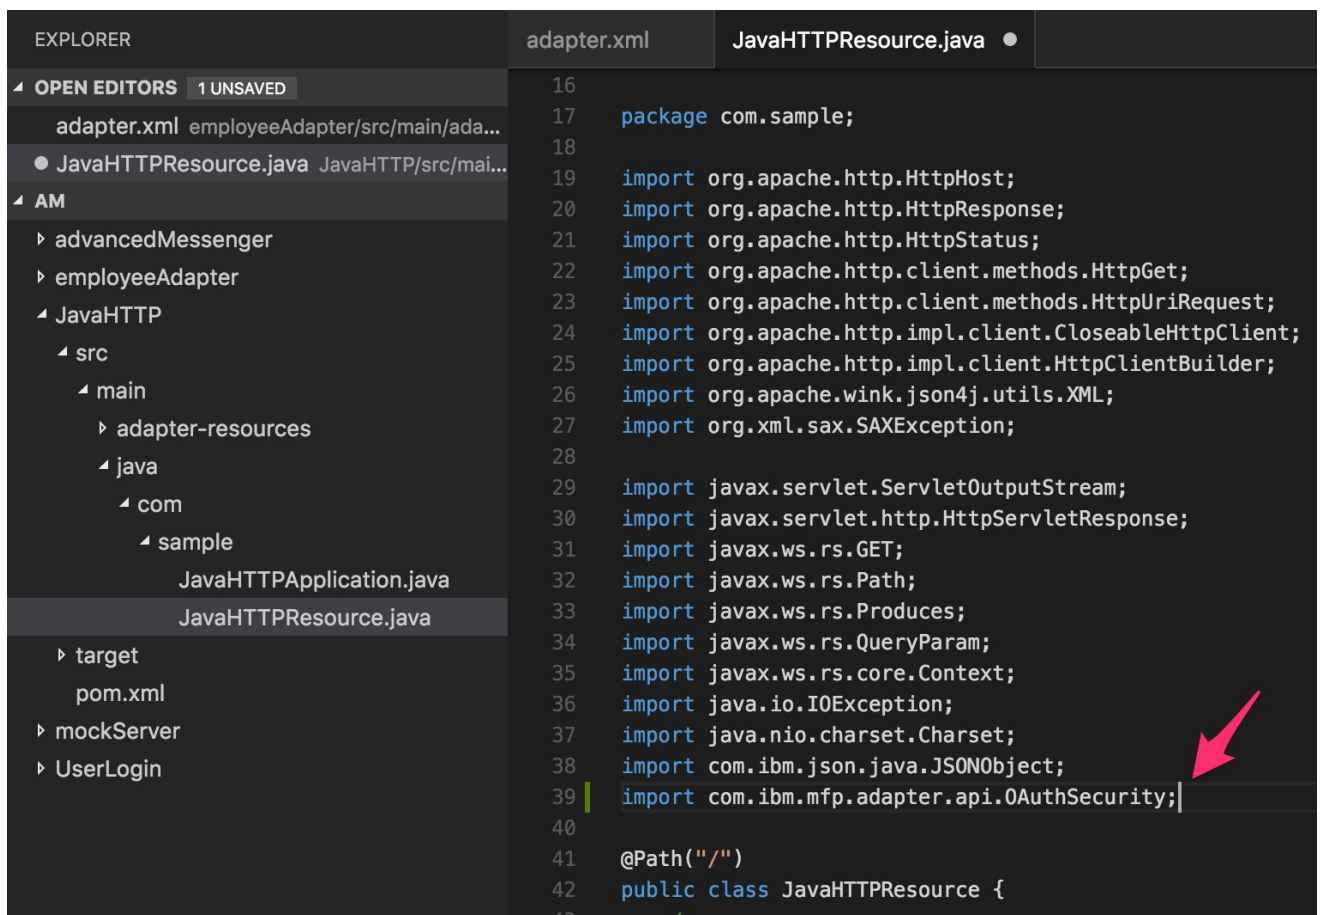 EXPLORER
OPEN EDITORS 1 UNSAVED
adapter.xml employeeAdapter/src/main/ada...
JavaHTTPResource.java JavaHTTP/src/mai...
AM
advancedMessenger
employeeAdapter
JavaHTTP
src
main
adapter-resources
java
com
sample
JavaHTTPApplication.java
JavaHTTPResource.java
target
pom.xml
mockServer
UserLogin
adapter.xml JavaHTTPResource.java
16
17 package com.sample;
18
19 import org.apache.http.HttpHost;
20 import org.apache.http.HttpResponse;
21 import org.apache.http.HttpStatus;
22 import org.apache.http.client.methods.HttpGet;
23 import org.apache.http.client.methods.HttpUriRequest;
24 import org.apache.http.impl.client.CloseableHttpClient;
25 import org.apache.http.impl.client.HttpClientBuilder;
26 import org.apache.wink.json4j.utils.XML;
27 import org.xml.sax.SAXException;
28
29 import javax.servlet.ServletOutputStream;
30 import javax.servlet.http.HttpServletResponse;
31 import javax.ws.rs.GET;
32 import javax.ws.rs.Path;
33 import javax.ws.rs.Produces;
34 import javax.ws.rs.QueryParam;
35 import javax.ws.rs.core.Context;
36 import java.io.IOException;
37 import java.nio.charset.Charset;
38 import com.ibm.json.java.JSONObject;
39 import com.ibm.mfp.adapter.api.OAuthSecurity;
40
41 @Path("/")
42 public class JavaHTTPResource {